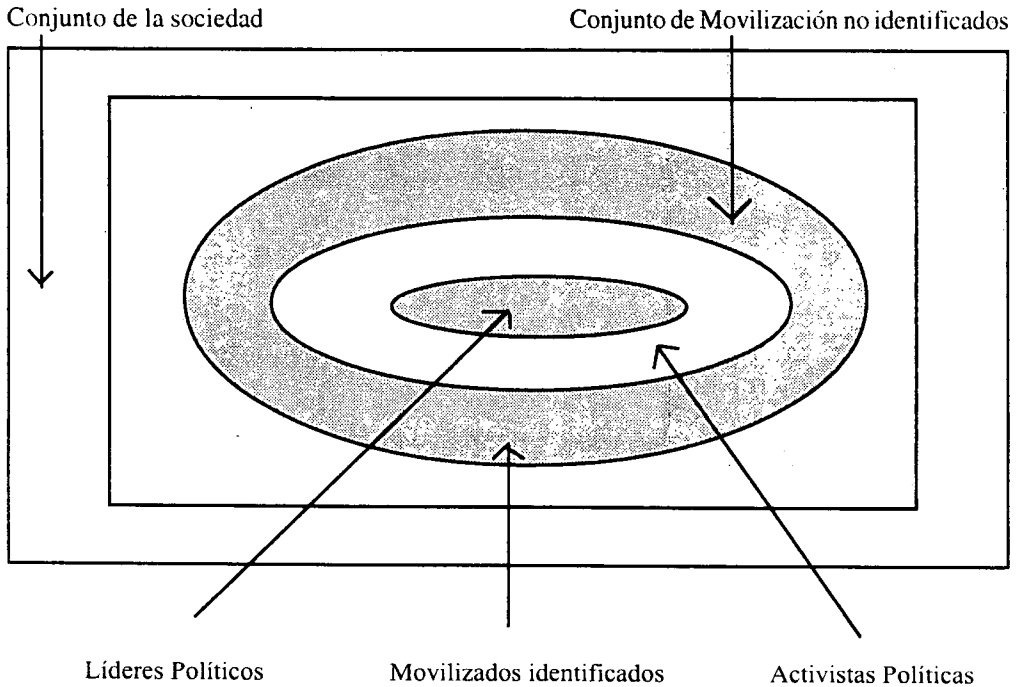 Conjunto de la sociedad
Conjunto de Movilización no identificados
Líderes Políticos
Movilizados identificados
Activistas Políticas